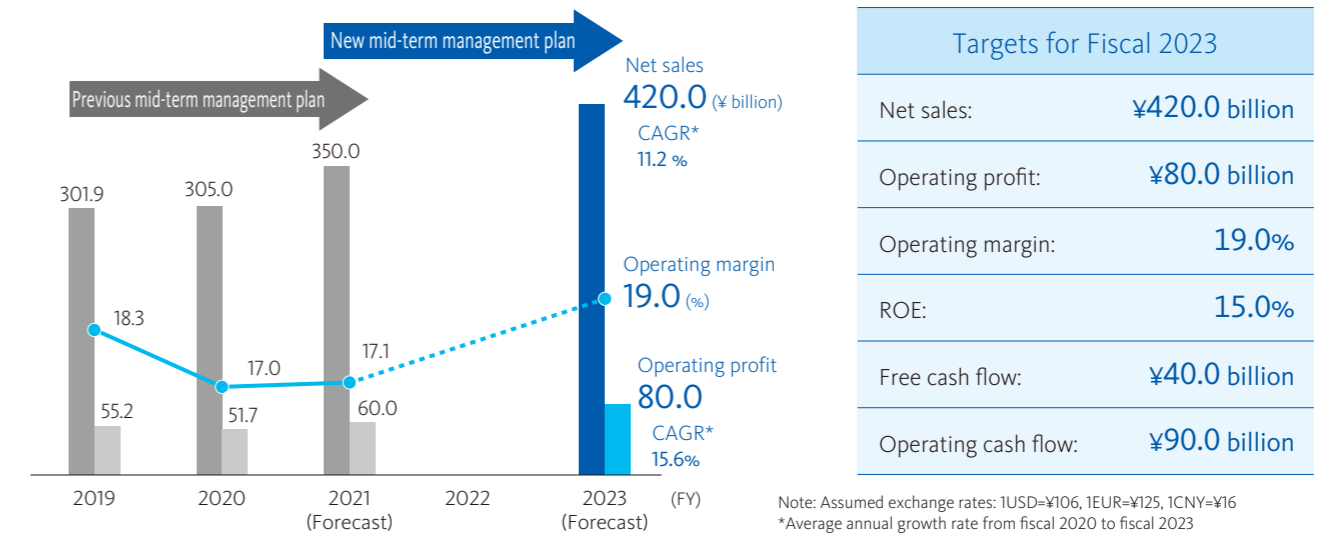 New mid-term management plan
Previous mid-term management plan
Net sales
420.0 (¥ billion)
CAGR*
11.2 %
350.0
301.9
305.0
Operating margin
19.0 (%)
18.3
17.0
17.1
Operating profit
80.0
CAGR*
15.6%
55.2
51.7
60.0
2019
2020
2021
(Forecast)
2022
2023
(Forecast)
(FY)
Targets for Fiscal 2023
Net sales: ¥420.0 billion
Operating profit: ¥80.0 billion
Operating margin: 19.0%
ROE: 15.0%
Free cash flow: ¥40.0 billion
Operating cash flow: ¥90.0 billion
Note: Assumed exchange rates: 1USD=¥106, 1EUR=¥125, 1CNY=¥16
*Average annual growth rate from fiscal 2020 to fiscal 2023